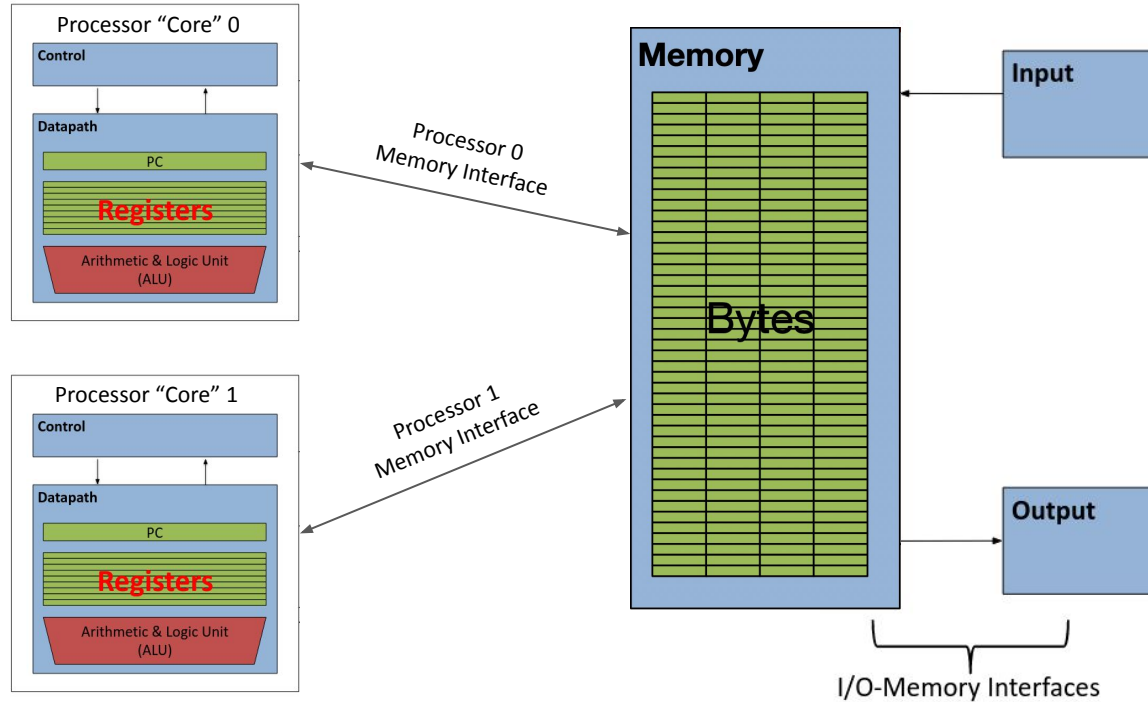 Processor “Core” 0
Control
Datapath
PC
Registers
Arithmetic & Logic Unit
(ALU)
Processor “Core” 1
Control
Datapath
PC
Registers
Arithmetic & Logic Unit
(ALU)
Processor 0
Memory Interface
Processor 1
Memory Interface
Memory
Bytes
Input
Output
I/O-Memory Interfaces